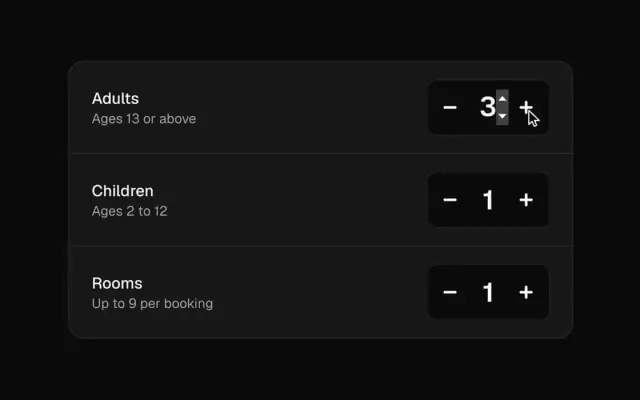 Adults
Ages 13 or above
− 3 +
Children
Ages 2 to 12
− 1 +
Rooms
Up to 9 per booking
− 1 +